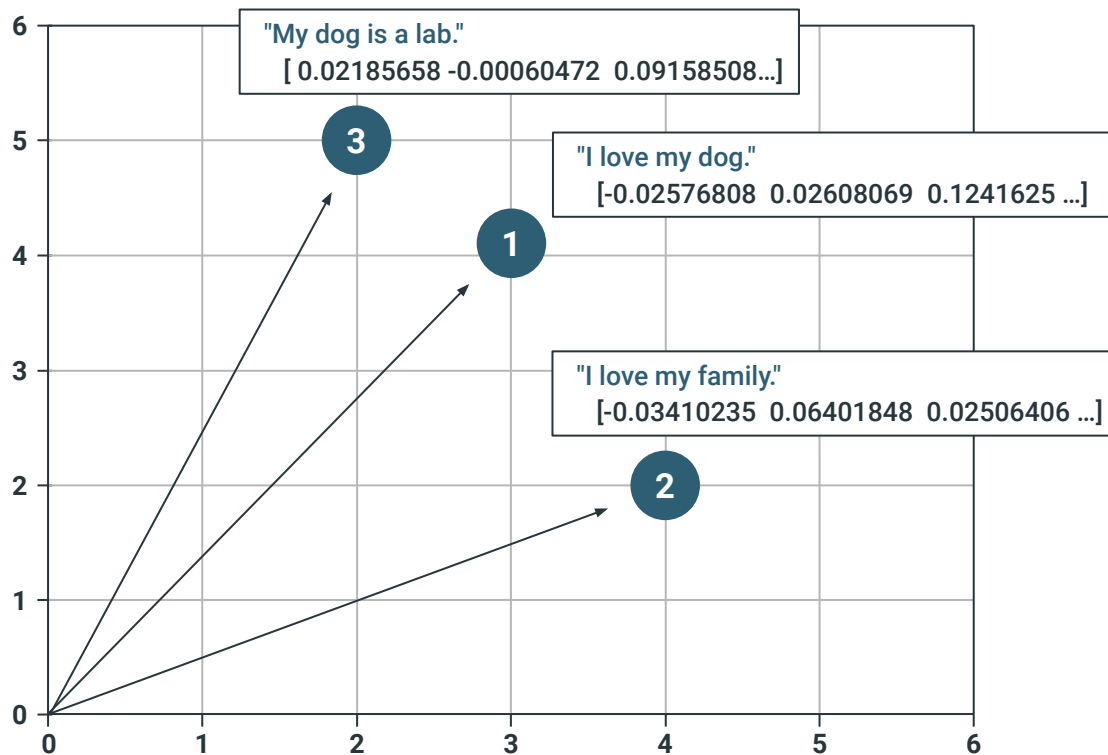 6
"My dog is a lab."
[ 0.02185658 -0.00060472 0.09158508…]
3
5
"I love my dog."
[-0.02576808 0.02608069 0.1241625 …]
1
4
3
"I love my family."
[-0.03410235 0.06401848 0.02506406 …]
2
2
1
0
0 1 2 3 4 5 6